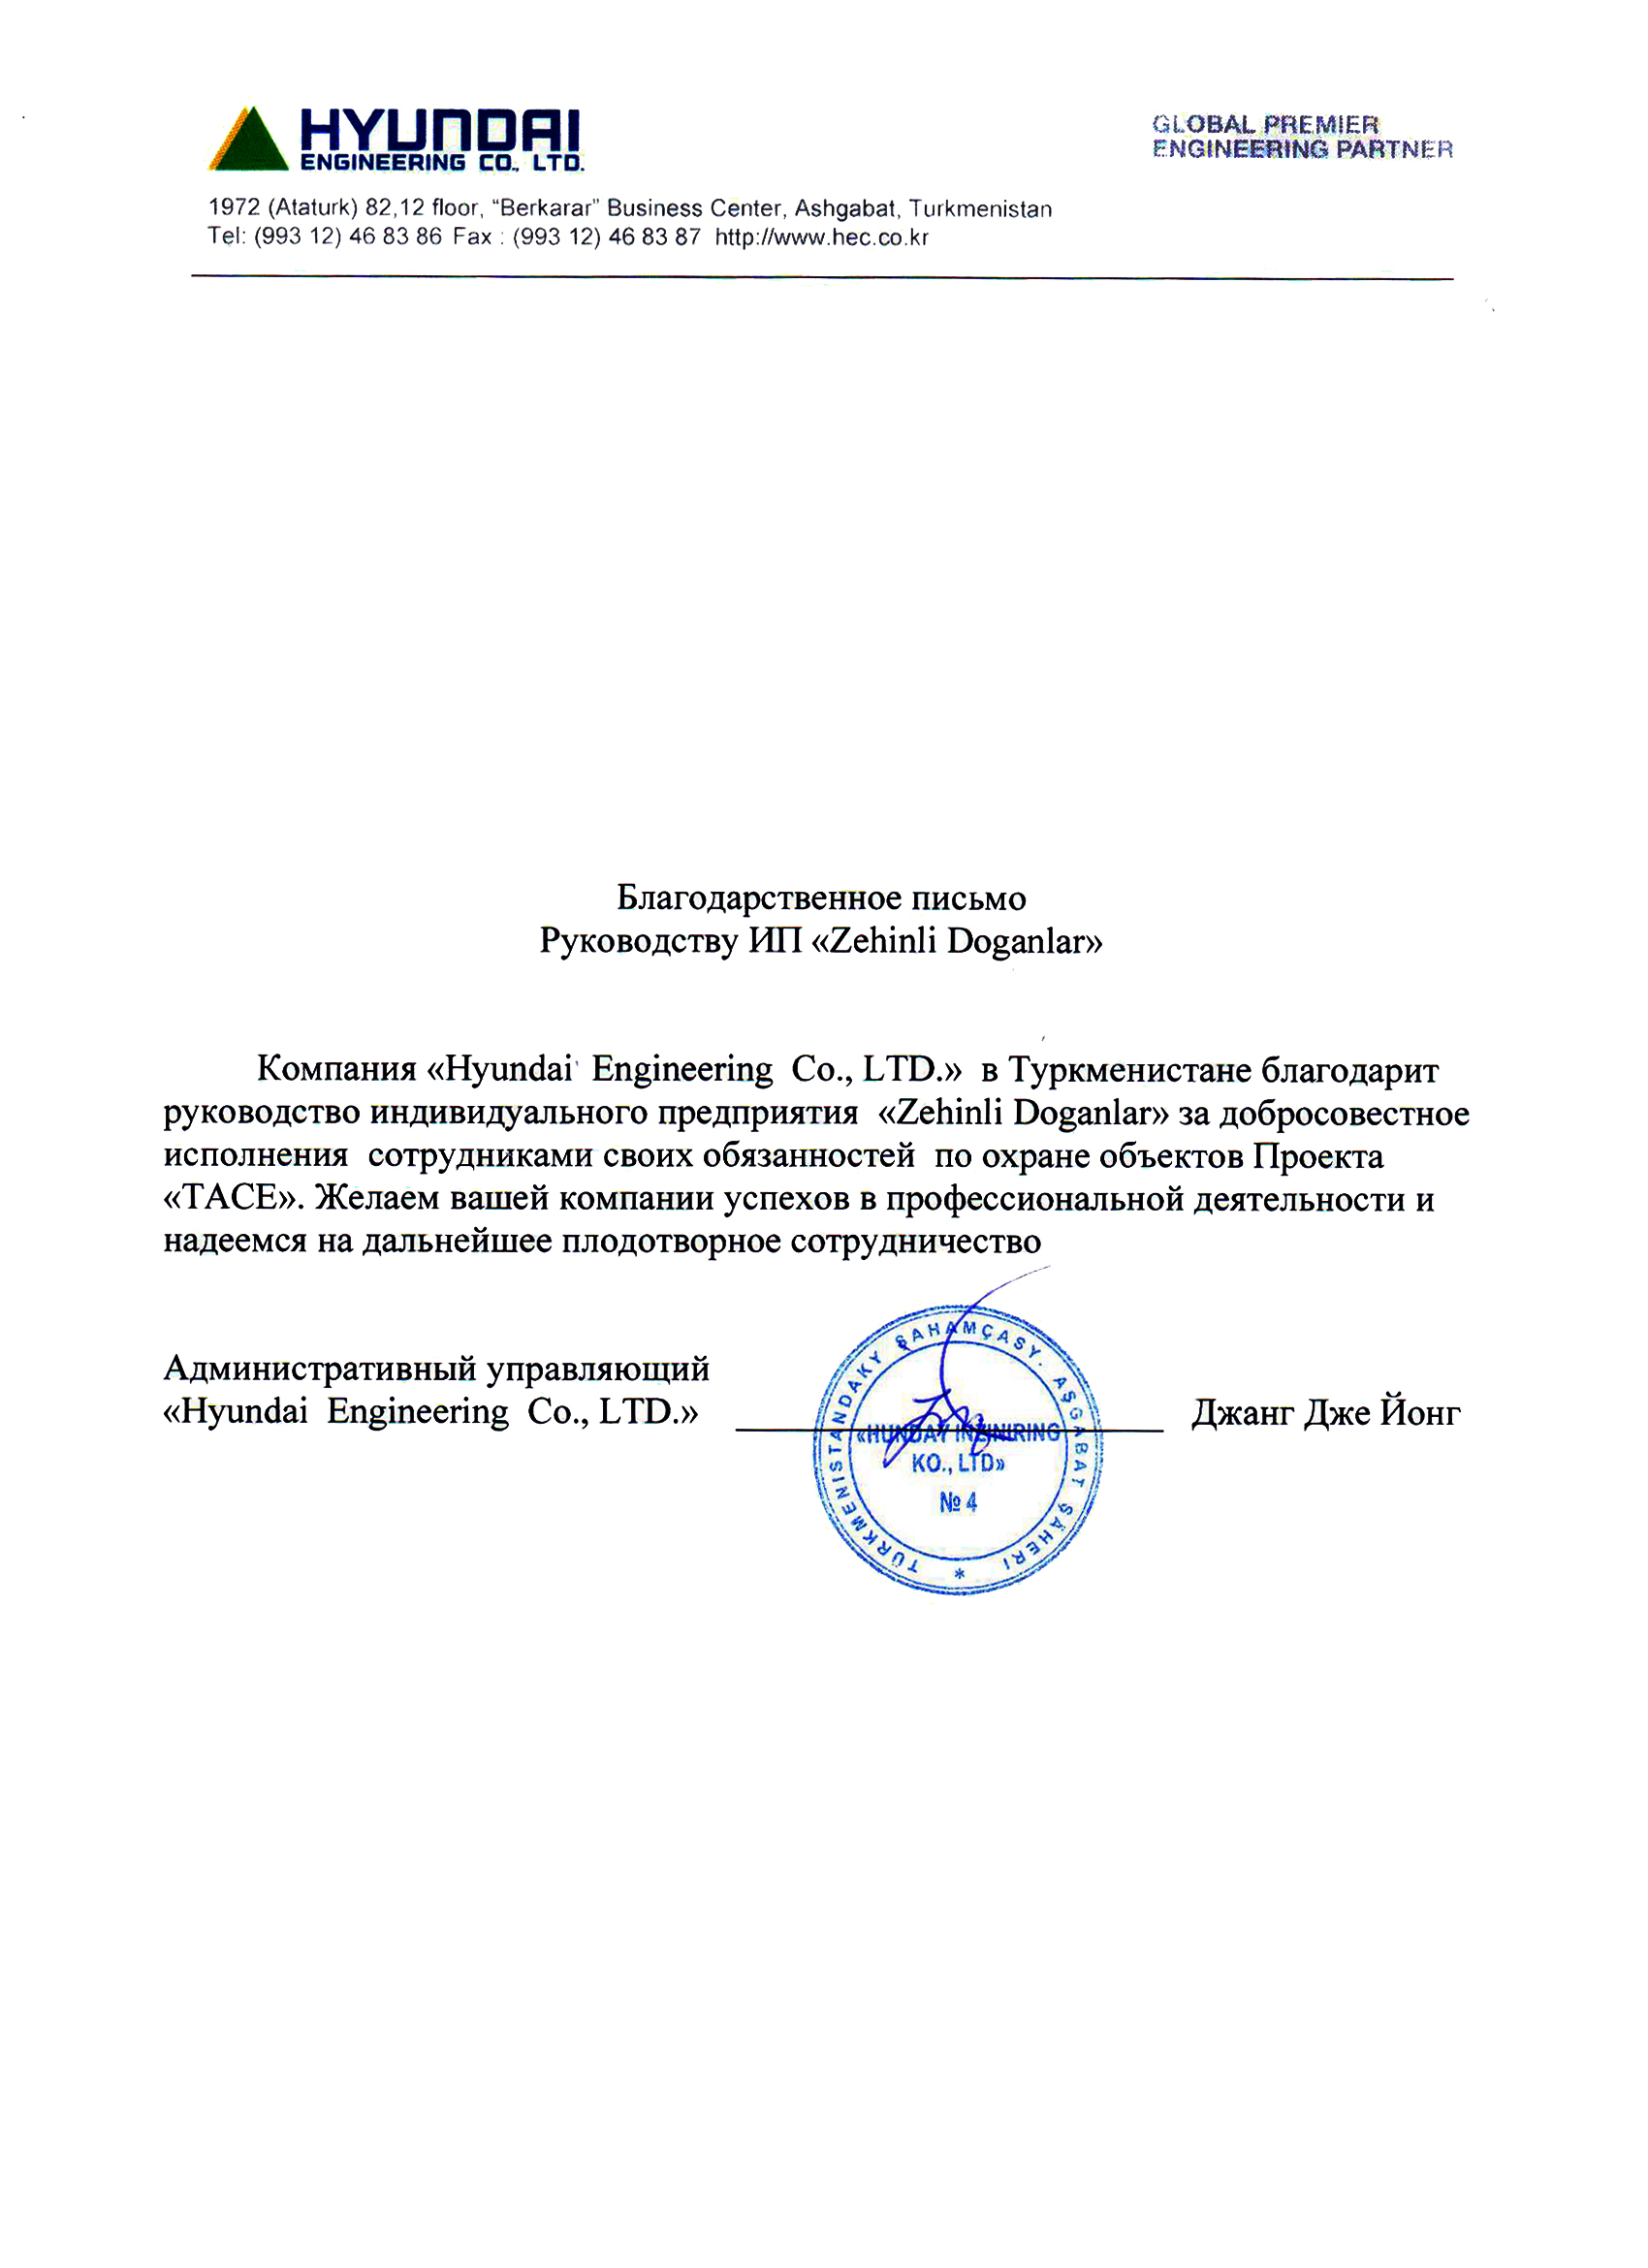 HYUNDAI
ENGINEERING CO., LTD.
GLOBAL PREMIER
ENGINEERING PARTNER
1972 (Ataturk) 82,12 floor, “Berkarar” Business Center, Ashgabat, Turkmenistan
Tel: (993 12) 46 83 86 Fax : (993 12) 46 83 87 http://www.hec.co.kr
Благодарственное письмо
Руководству ИП «Zehinli Doganlar»
Компания «Hyundai Engineering Co., LTD.» в Туркменистане благодарит
руководство индивидуального предприятия «Zehinli Doganlar» за добросовестное
исполнения сотрудниками своих обязанностей по охране объектов Проекта
«TACE». Желаем вашей компании успехов в профессиональной деятельности и
надеемся на дальнейшее плодотворное сотрудничество
Административный управляющий
«Hyundai Engineering Co., LTD.»
Джанг Дже Йонг
TÜRKMENISTANDAKY ŞAHAMÇASY. AŞGABAT ŞÄHERI
«HUNDAÝ INŽINIRING
KO., LTD»
№ 4
*